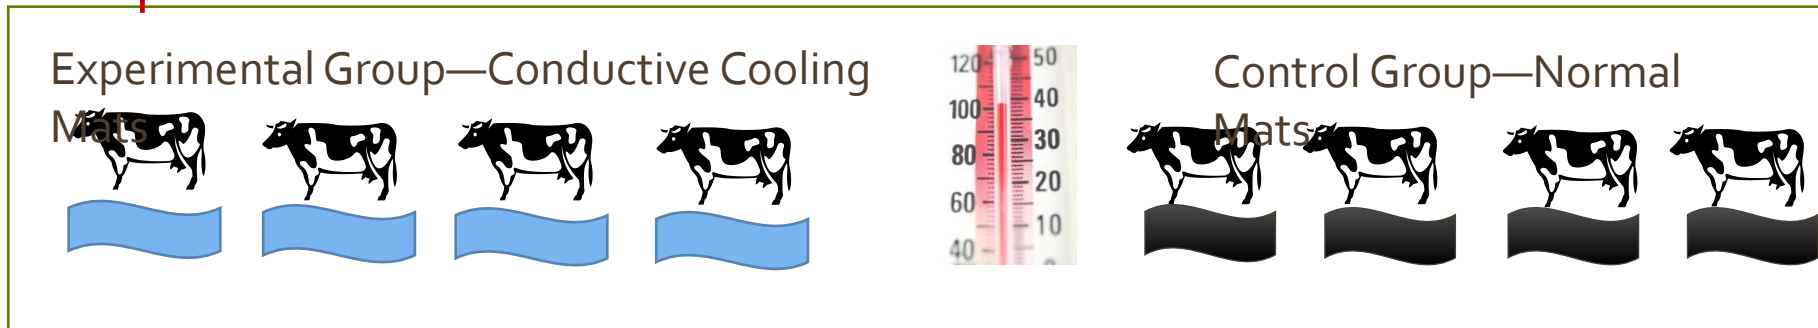 Experimental Group—Conductive Cooling
Mats
120 50
100 40
80 30
60 20
40 10
Control Group—Normal
Mats